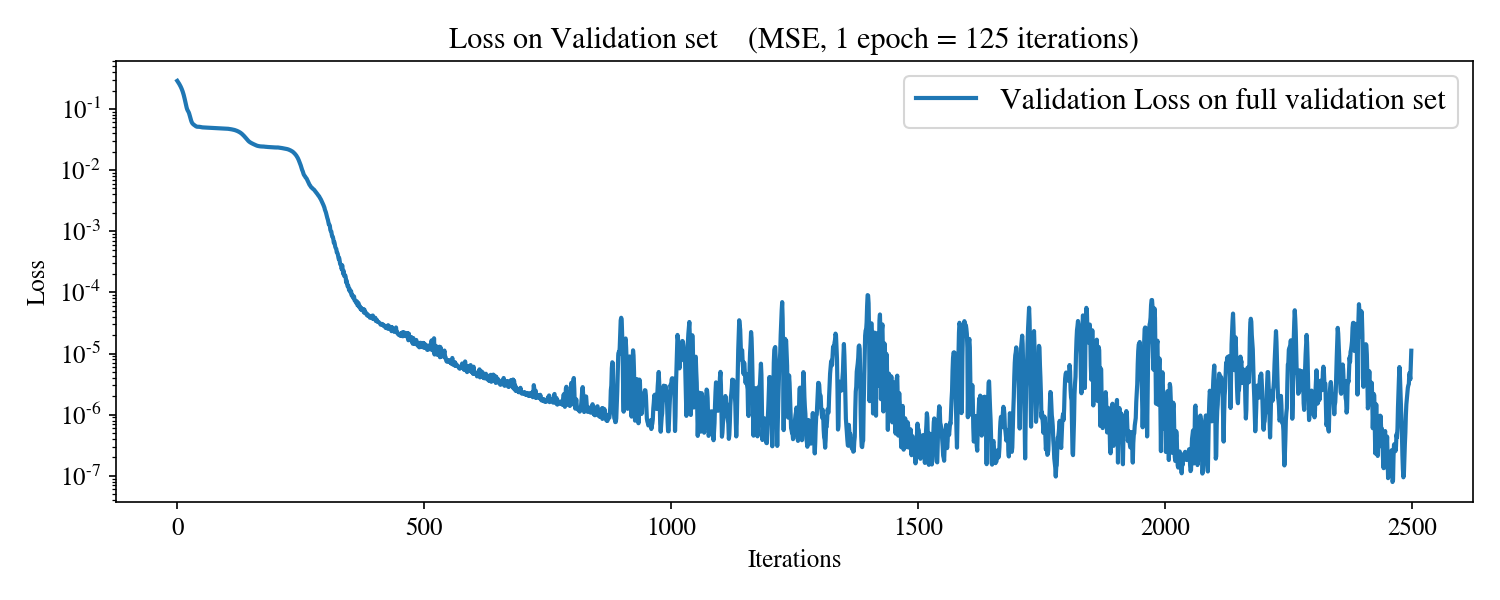 Loss on Validation set (MSE, 1 epoch = 125 iterations)
Validation Loss on full validation set
Loss
10^-1
10^-2
10^-3
10^-4
10^-5
10^-6
10^-7
0 500 1000 1500 2000 2500
Iterations